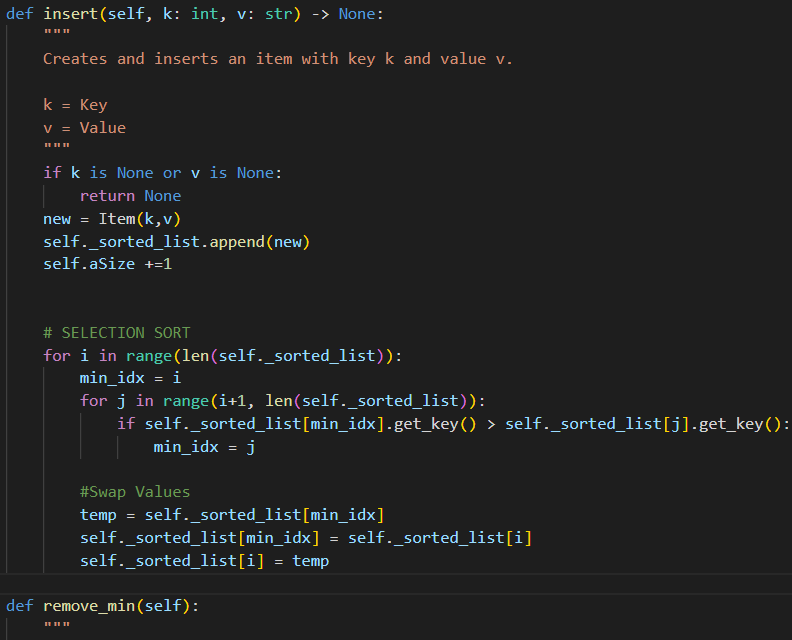 def insert(self, k: int, v: str) -> None:
    """
    Creates and inserts an item with key k and value v.

    k = Key
    v = Value
    """
    if k is None or v is None:
        return None
    new = Item(k,v)
    self._sorted_list.append(new)
    self.aSize +=1


    # SELECTION SORT
    for i in range(len(self._sorted_list)):
        min_idx = i
        for j in range(i+1, len(self._sorted_list)):
            if self._sorted_list[min_idx].get_key() > self._sorted_list[j].get_key():
                min_idx = j

        #Swap Values
        temp = self._sorted_list[min_idx]
        self._sorted_list[min_idx] = self._sorted_list[i]
        self._sorted_list[i] = temp

def remove_min(self):
    """